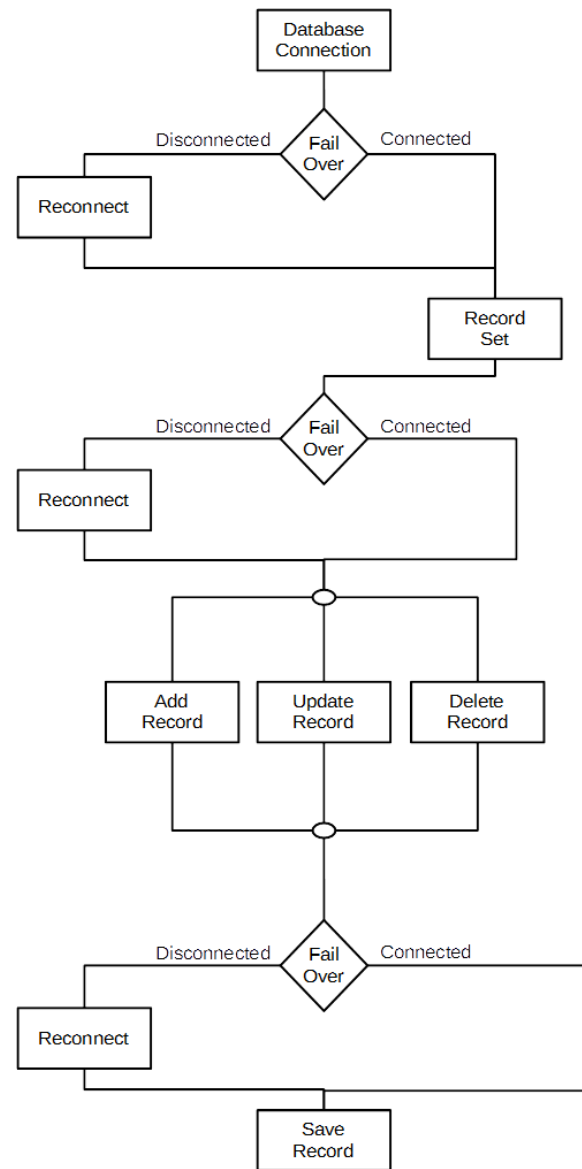 Database
Connection
Disconnected
Fail
Over
Connected
Reconnect
Record
Set
Disconnected
Fail
Over
Connected
Reconnect
Add
Record
Update
Record
Delete
Record
Disconnected
Fail
Over
Connected
Reconnect
Save
Record